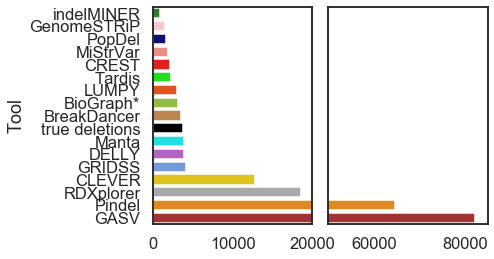 indelMINER
GenomeSTRiP
PopDel
MiStrVar
CREST
Tardis
LUMPY
BioGraph*
BreakDancer
true deletions
Manta
DELLY
GRIDSS
CLEVER
RDXplorer
Pindel
GASV
Tool
0 10000 20000 60000 80000